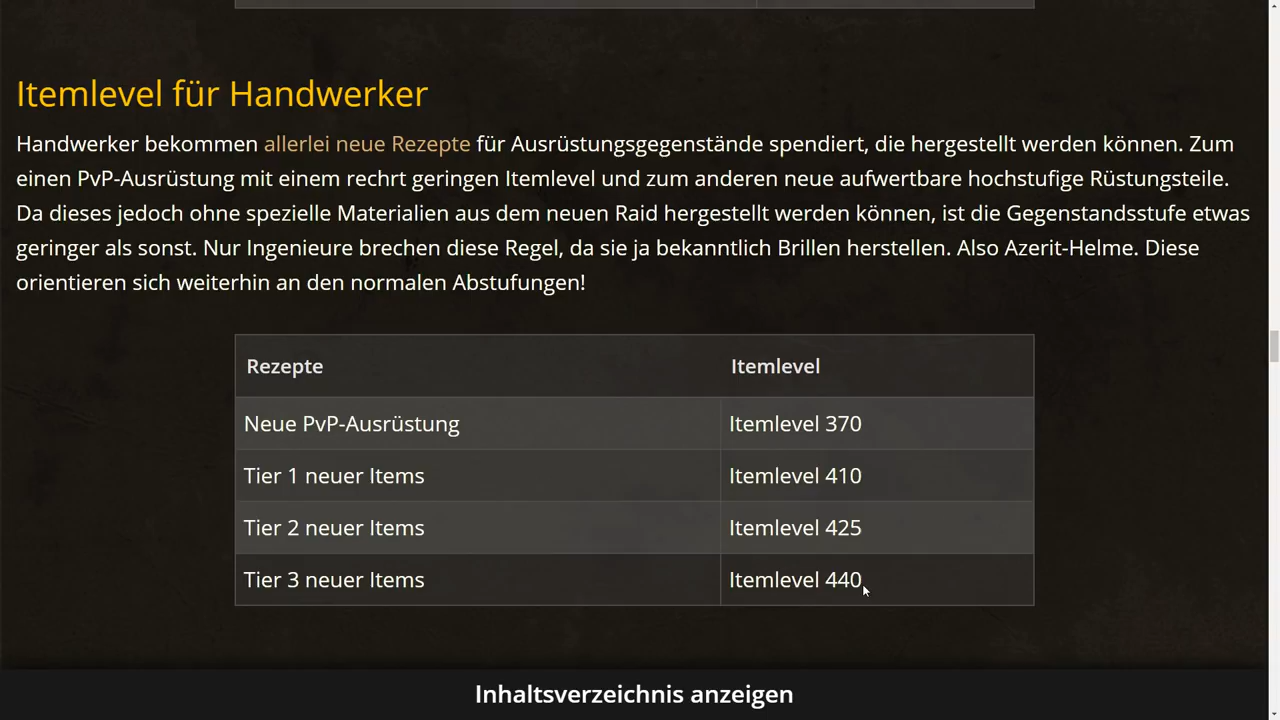 Itemlevel für Handwerker
Handwerker bekommen allerlei neue Rezepte für Ausrüstungsgegenstände spendiert, die hergestellt werden können. Zum
einen PvP-Ausrüstung mit einem rechrt geringen Itemlevel und zum anderen neue aufwertbare hochstufige Rüstungsteile.
Da dieses jedoch ohne spezielle Materialien aus dem neuen Raid hergestellt werden können, ist die Gegenstandsstufe etwas
geringer als sonst. Nur Ingenieure brechen diese Regel, da sie ja bekanntlich Brillen herstellen. Also Azerit-Helme. Diese
orientieren sich weiterhin an den normalen Abstufungen!
Rezepte Itemlevel
Neue PvP-Ausrüstung Itemlevel 370
Tier 1 neuer Items Itemlevel 410
Tier 2 neuer Items Itemlevel 425
Tier 3 neuer Items Itemlevel 440
Inhaltsverzeichnis anzeigen